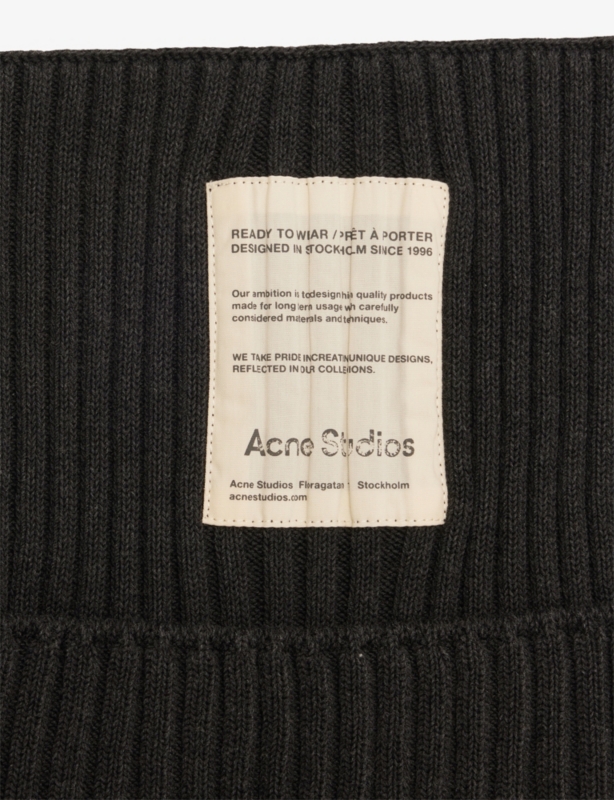 READY TO WEAR / PRÊT À PORTER
DESIGNED IN STOCKHOLM SINCE 1996
Our ambition is to design high quality products
made for long term usage with carefully
considered materials and techniques.
WE TAKE PRIDE IN CREATING UNIQUE DESIGNS,
REFLECTED IN OUR COLLECTIONS.
Acne Studios
Acne Studios Floragatan Stockholm
acnestudios.com